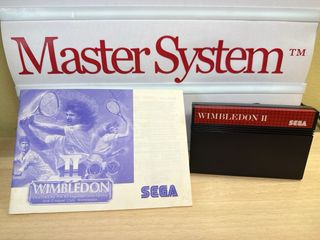 Master System™
WIMBLEDON II
SEGA
II
WIMBLEDON
SEGA